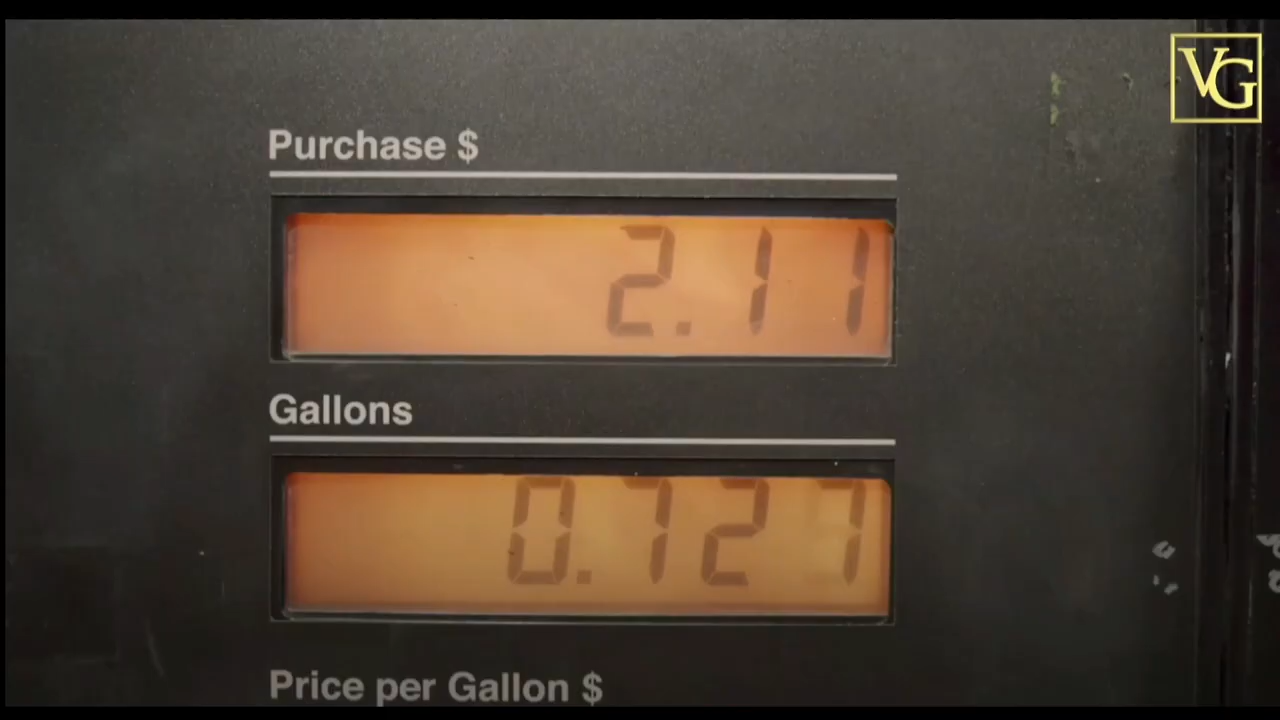 VG
Purchase $
2.11
Gallons
0.727
Price per Gallon $